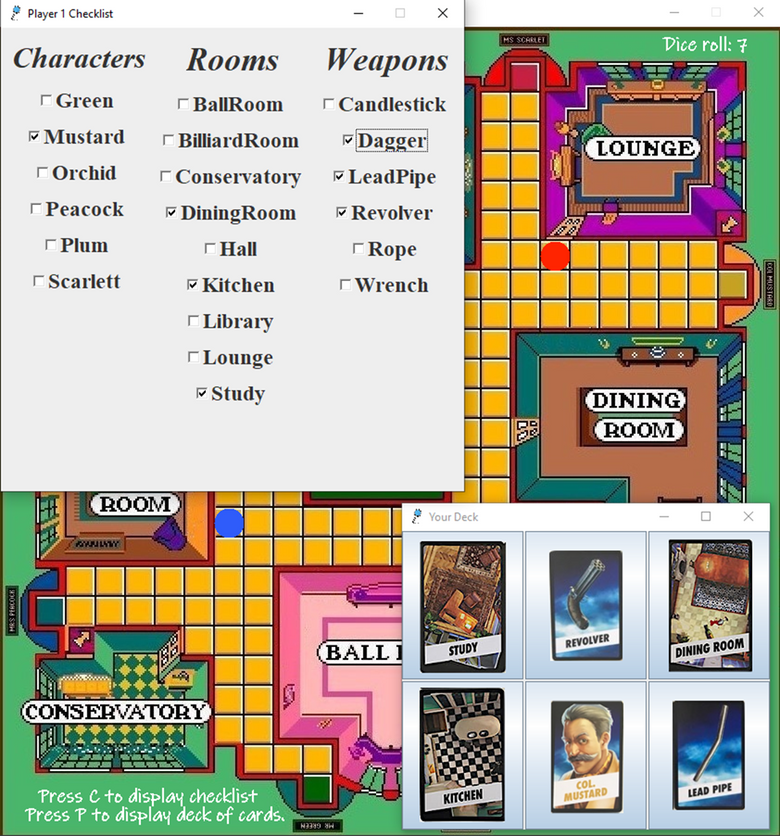 Player 1 Checklist
Characters
Green
Mustard
Orchid
Peacock
Plum
Scarlett
Rooms
BallRoom
BilliardRoom
Conservatory
DiningRoom
Hall
Kitchen
Library
Lounge
Study
Weapons
Candlestick
Dagger
LeadPipe
Revolver
Rope
Wrench
MS SCARLET
Dice roll: 7
LOUNGE
COL MUSTARD
DINING
ROOM
ROOM
MRS PEACOCK
BALL
CONSERVATORY
Press C to display checklist
Press P to display deck of cards.
MR GREEN
Your Deck
STUDY
REVOLVER
DINING ROOM
KITCHEN
COL.
MUSTARD
LEAD PIPE